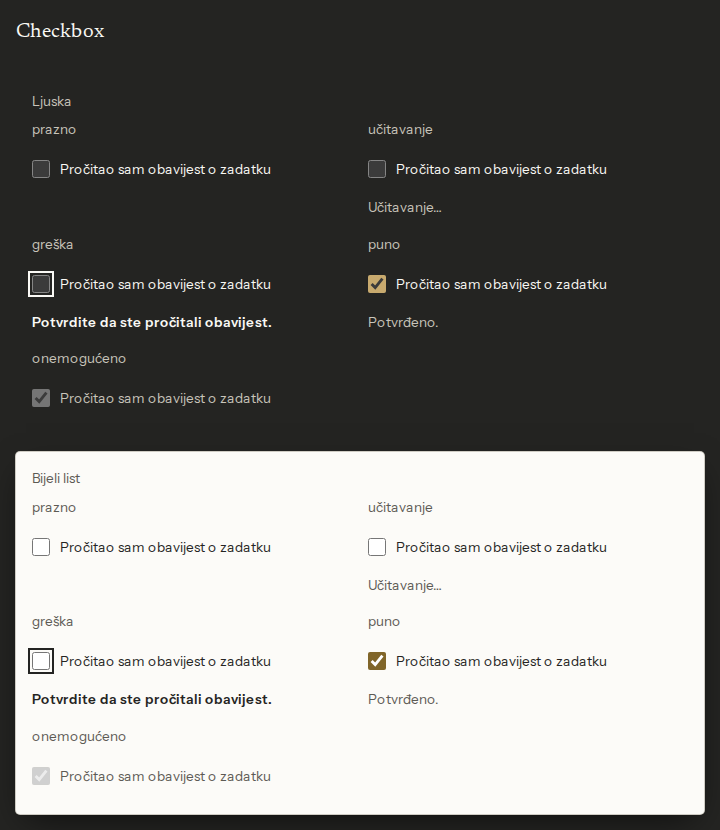 Checkbox
Ljuska
prazno
učitavanje
Pročitao sam obavijest o zadatku
Pročitao sam obavijest o zadatku
Učitavanje…
greška
puno
Pročitao sam obavijest o zadatku
Pročitao sam obavijest o zadatku
Potvrdite da ste pročitali obavijest.
Potvrđeno.
onemogućeno
Pročitao sam obavijest o zadatku
Bijeli list
prazno
učitavanje
Pročitao sam obavijest o zadatku
Pročitao sam obavijest o zadatku
Učitavanje…
greška
puno
Pročitao sam obavijest o zadatku
Pročitao sam obavijest o zadatku
Potvrdite da ste pročitali obavijest.
Potvrđeno.
onemogućeno
Pročitao sam obavijest o zadatku